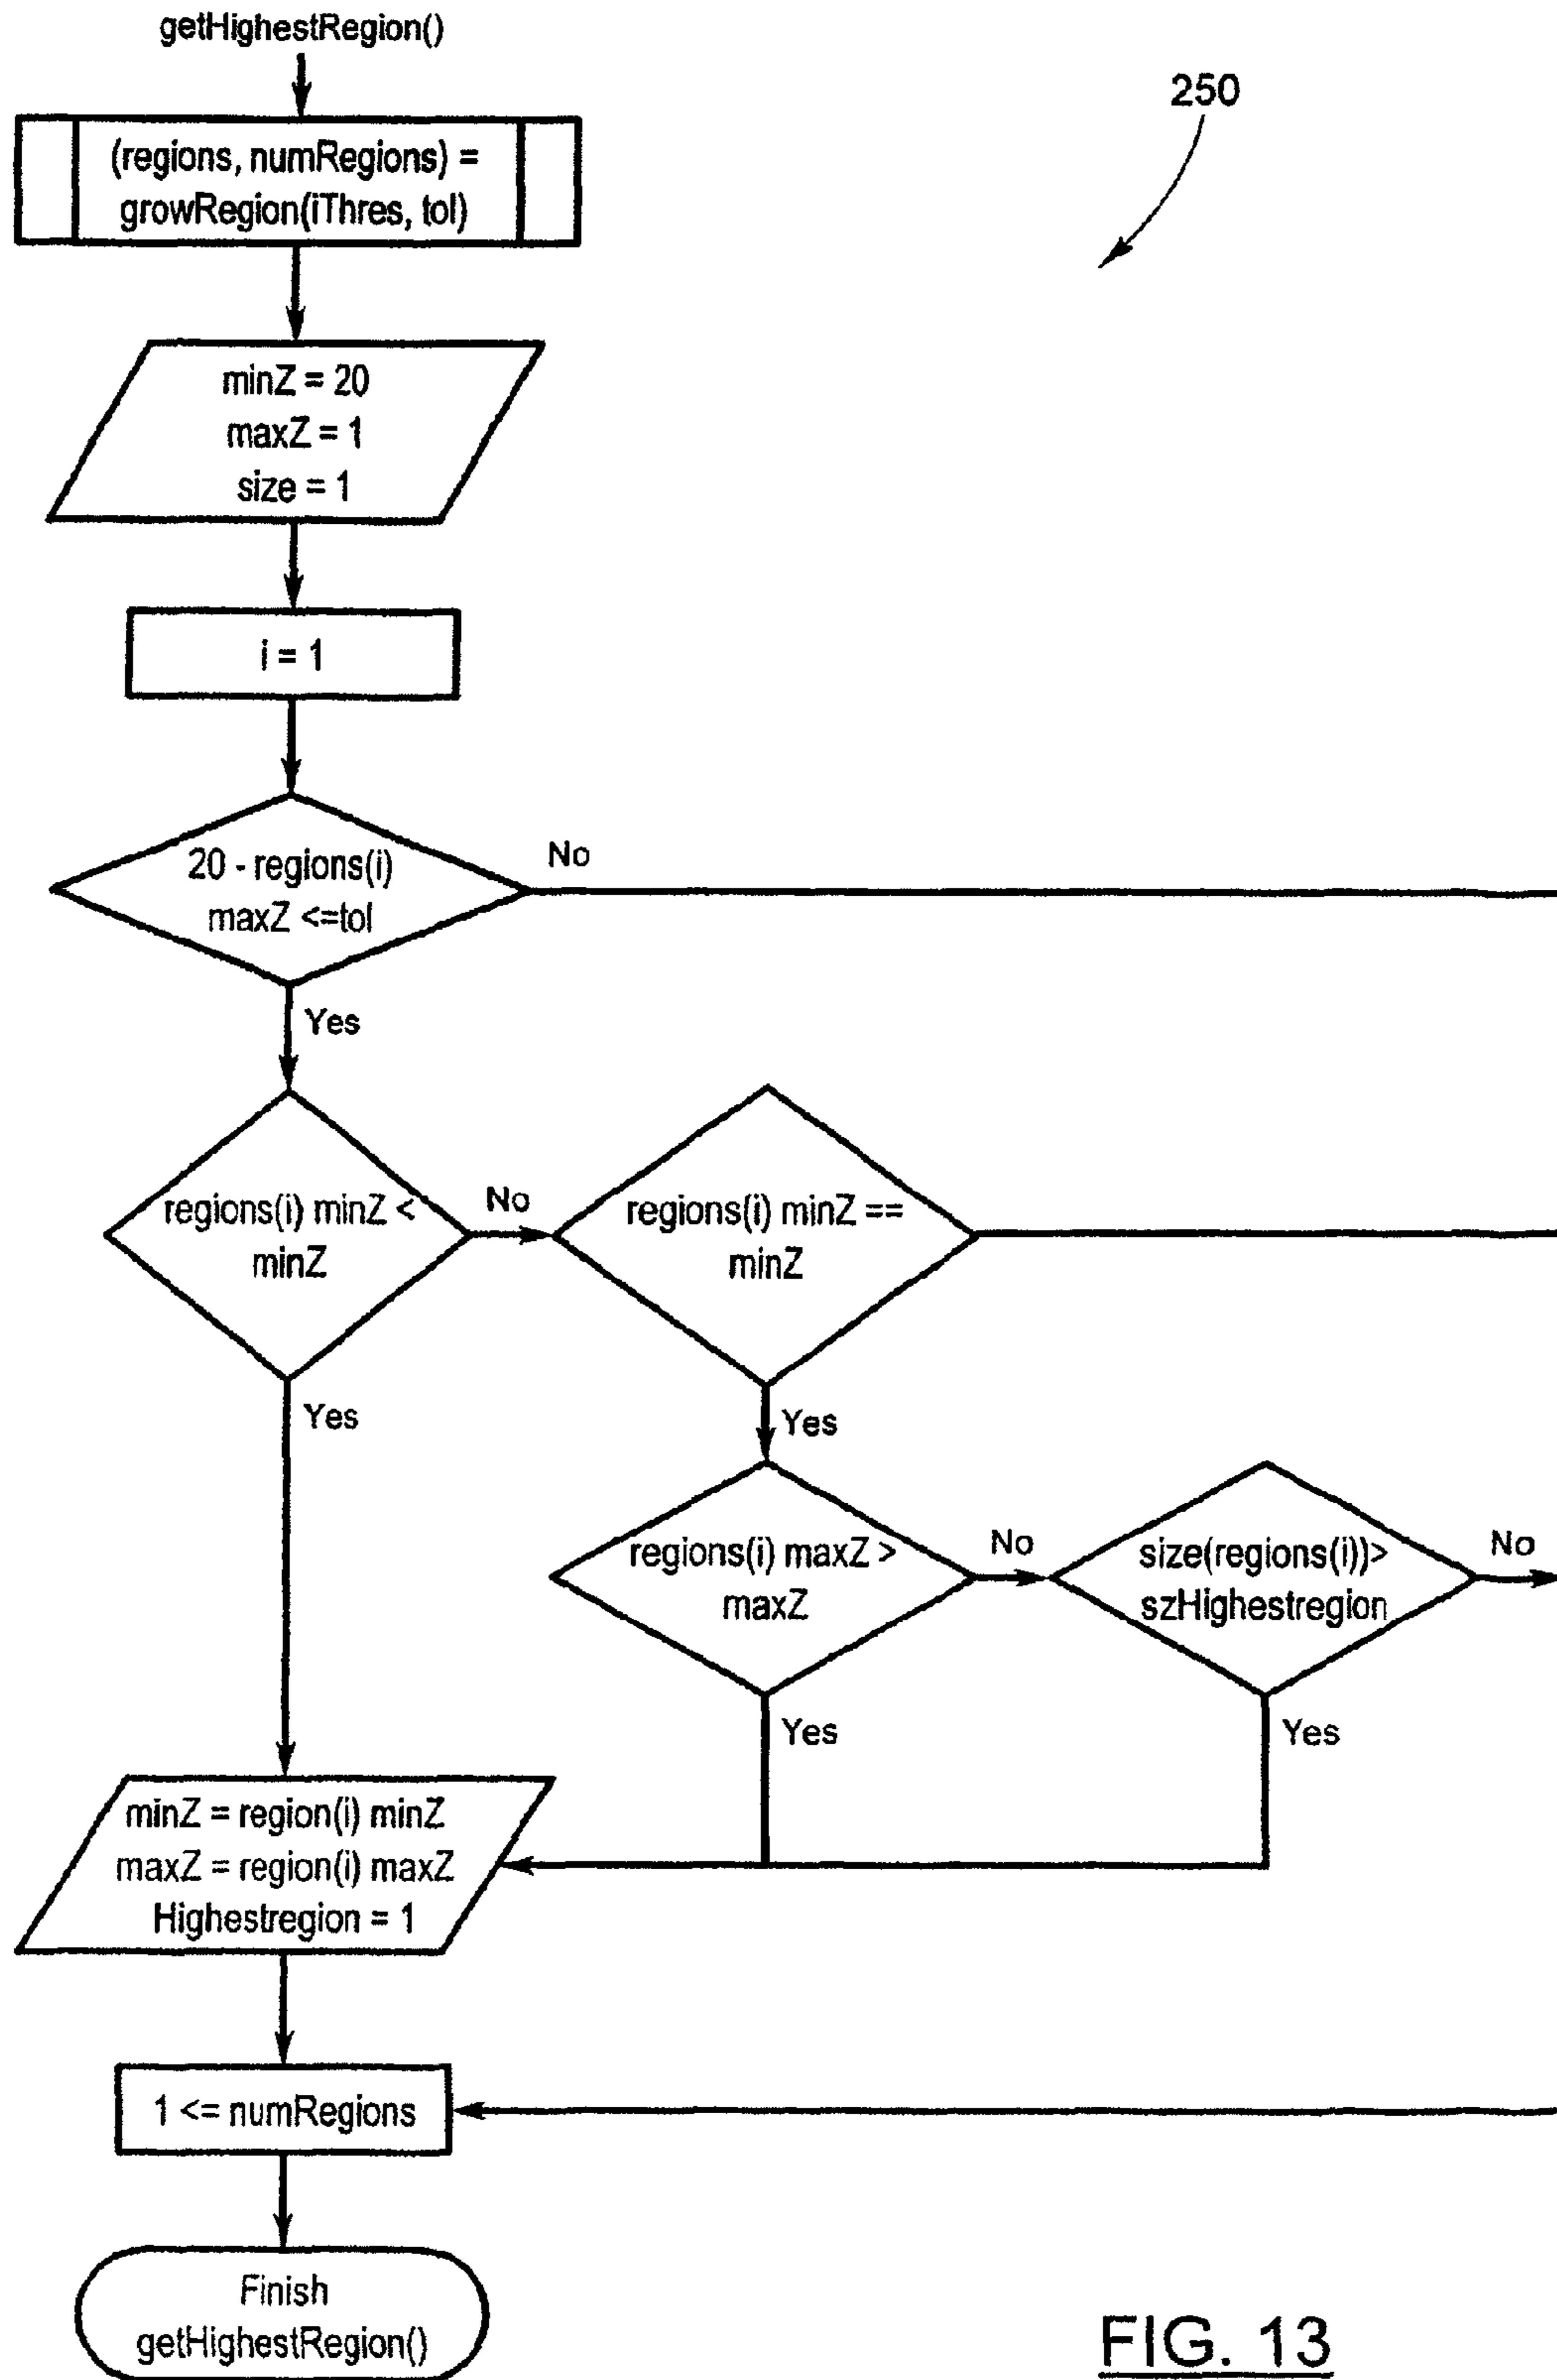 getHighestRegion()
250
(regions, numRegions) =
growRegion(iThres, tol)
minZ = 20
maxZ = 1
size = 1
i = 1
20 - regions(i)
maxZ <=tol
No
Yes
regions(i) minZ <
minZ
No
regions(i) minZ ==
minZ
Yes
Yes
regions(i) maxZ >
maxZ
No
size(regions(i))>
szHighestregion
No
Yes
Yes
minZ = region(i) minZ
maxZ = region(i) maxZ
Highestregion = 1
1 <= numRegions
Finish
getHighestRegion()
FIG. 13